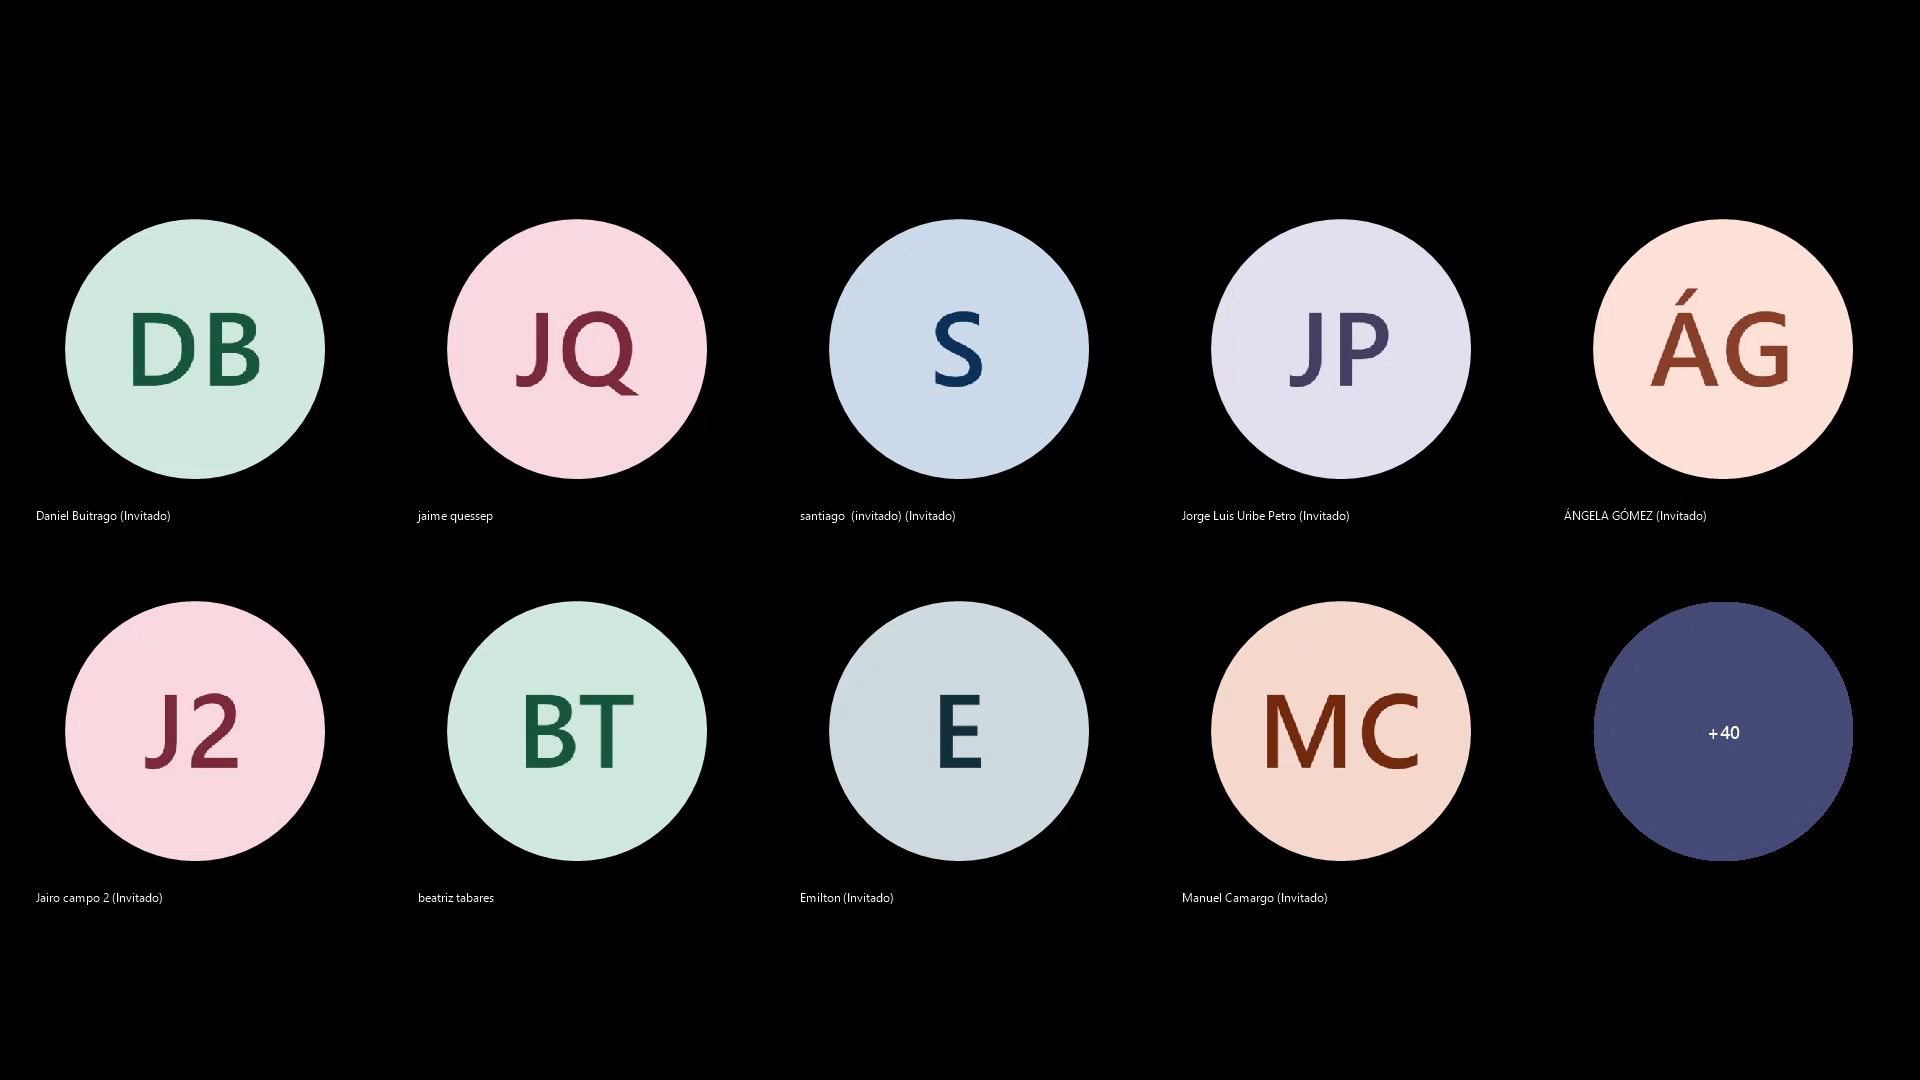 DB
JQ
S
JP
ÁG
Daniel Buitrago (Invitado)
jaime quessep
santiago  (invitado) (Invitado)
Jorge Luis Uribe Petro (Invitado)
ÁNGELA GÓMEZ (Invitado)
J2
BT
E
MC
+40
Jairo campo 2 (Invitado)
beatriz tabares
Emilton (Invitado)
Manuel Camargo (Invitado)